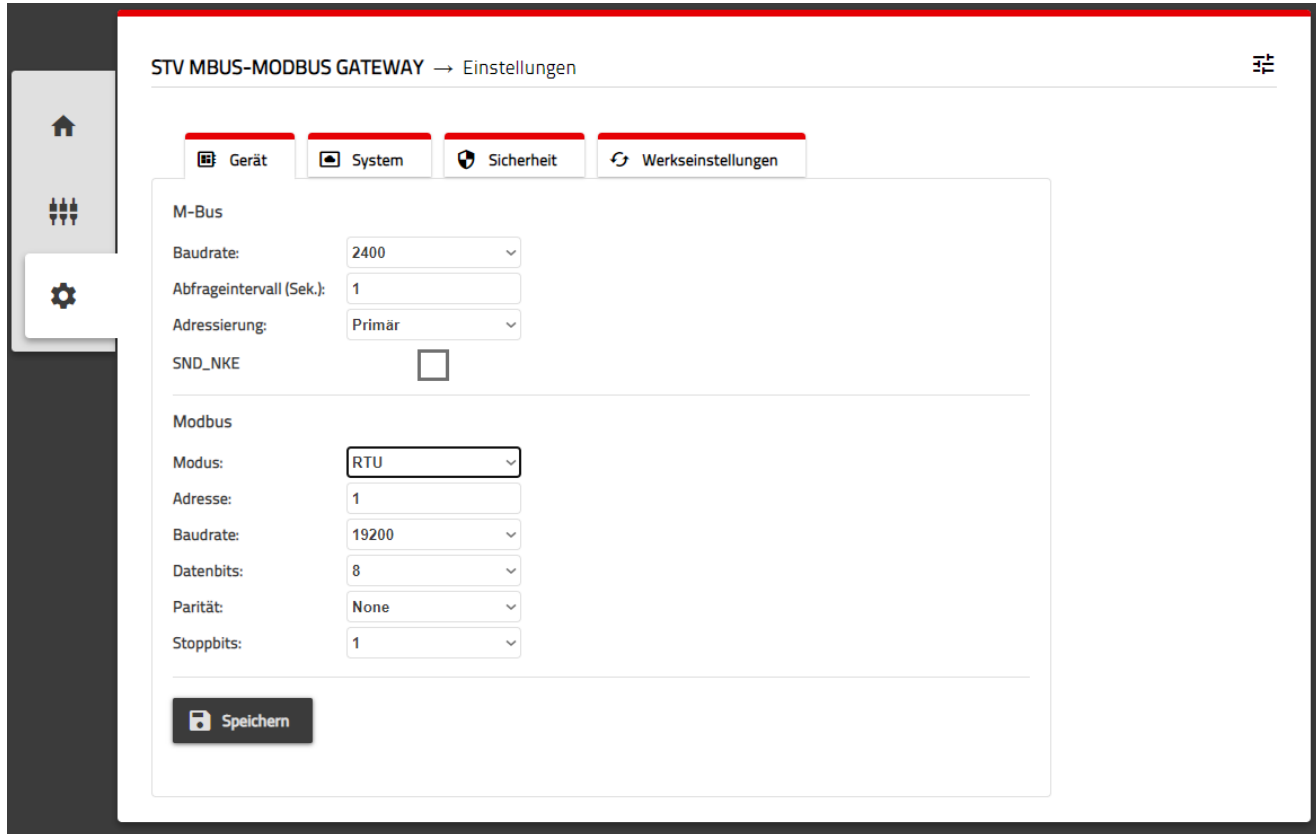 STV MBUS-MODBUS GATEWAY → Einstellungen
Gerät System Sicherheit Werkseinstellungen
M-Bus
Baudrate: 2400
Abfrageintervall (Sek.): 1
Adressierung: Primär
SND_NKE
Modbus
Modus: RTU
Adresse: 1
Baudrate: 19200
Datenbits: 8
Parität: None
Stoppbits: 1
Speichern